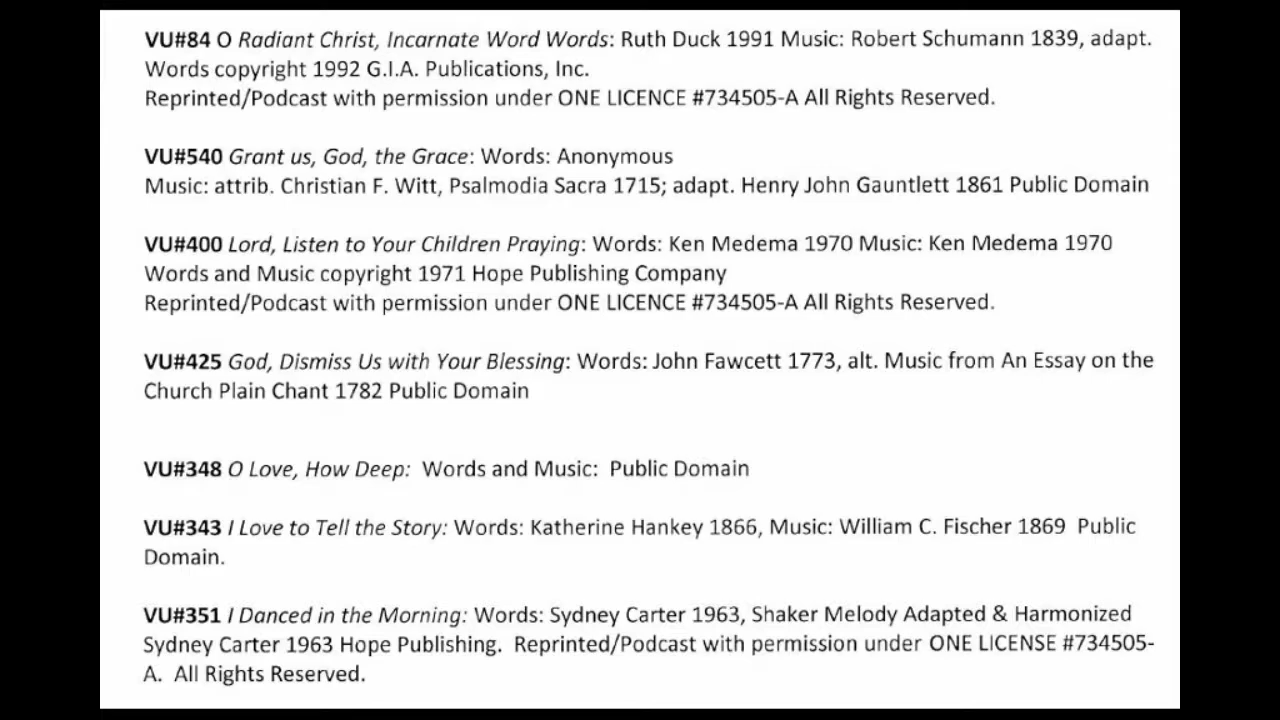 VU#84 O Radiant Christ, Incarnate Word Words: Ruth Duck 1991 Music: Robert Schumann 1839, adapt.
Words copyright 1992 G.I.A. Publications, Inc.
Reprinted/Podcast with permission under ONE LICENCE #734505-A All Rights Reserved.
VU#540 Grant us, God, the Grace: Words: Anonymous
Music: attrib. Christian F. Witt, Psalmodia Sacra 1715; adapt. Henry John Gauntlett 1861 Public Domain
VU#400 Lord, Listen to Your Children Praying: Words: Ken Medema 1970 Music: Ken Medema 1970
Words and Music copyright 1971 Hope Publishing Company
Reprinted/Podcast with permission under ONE LICENCE #734505-A All Rights Reserved.
VU#425 God, Dismiss Us with Your Blessing: Words: John Fawcett 1773, alt. Music from An Essay on the
Church Plain Chant 1782 Public Domain
VU#348 O Love, How Deep:  Words and Music:  Public Domain
VU#343 I Love to Tell the Story: Words: Katherine Hankey 1866, Music: William C. Fischer 1869  Public
Domain.
VU#351 I Danced in the Morning: Words: Sydney Carter 1963, Shaker Melody Adapted & Harmonized
Sydney Carter 1963 Hope Publishing.  Reprinted/Podcast with permission under ONE LICENSE #734505-
A.  All Rights Reserved.